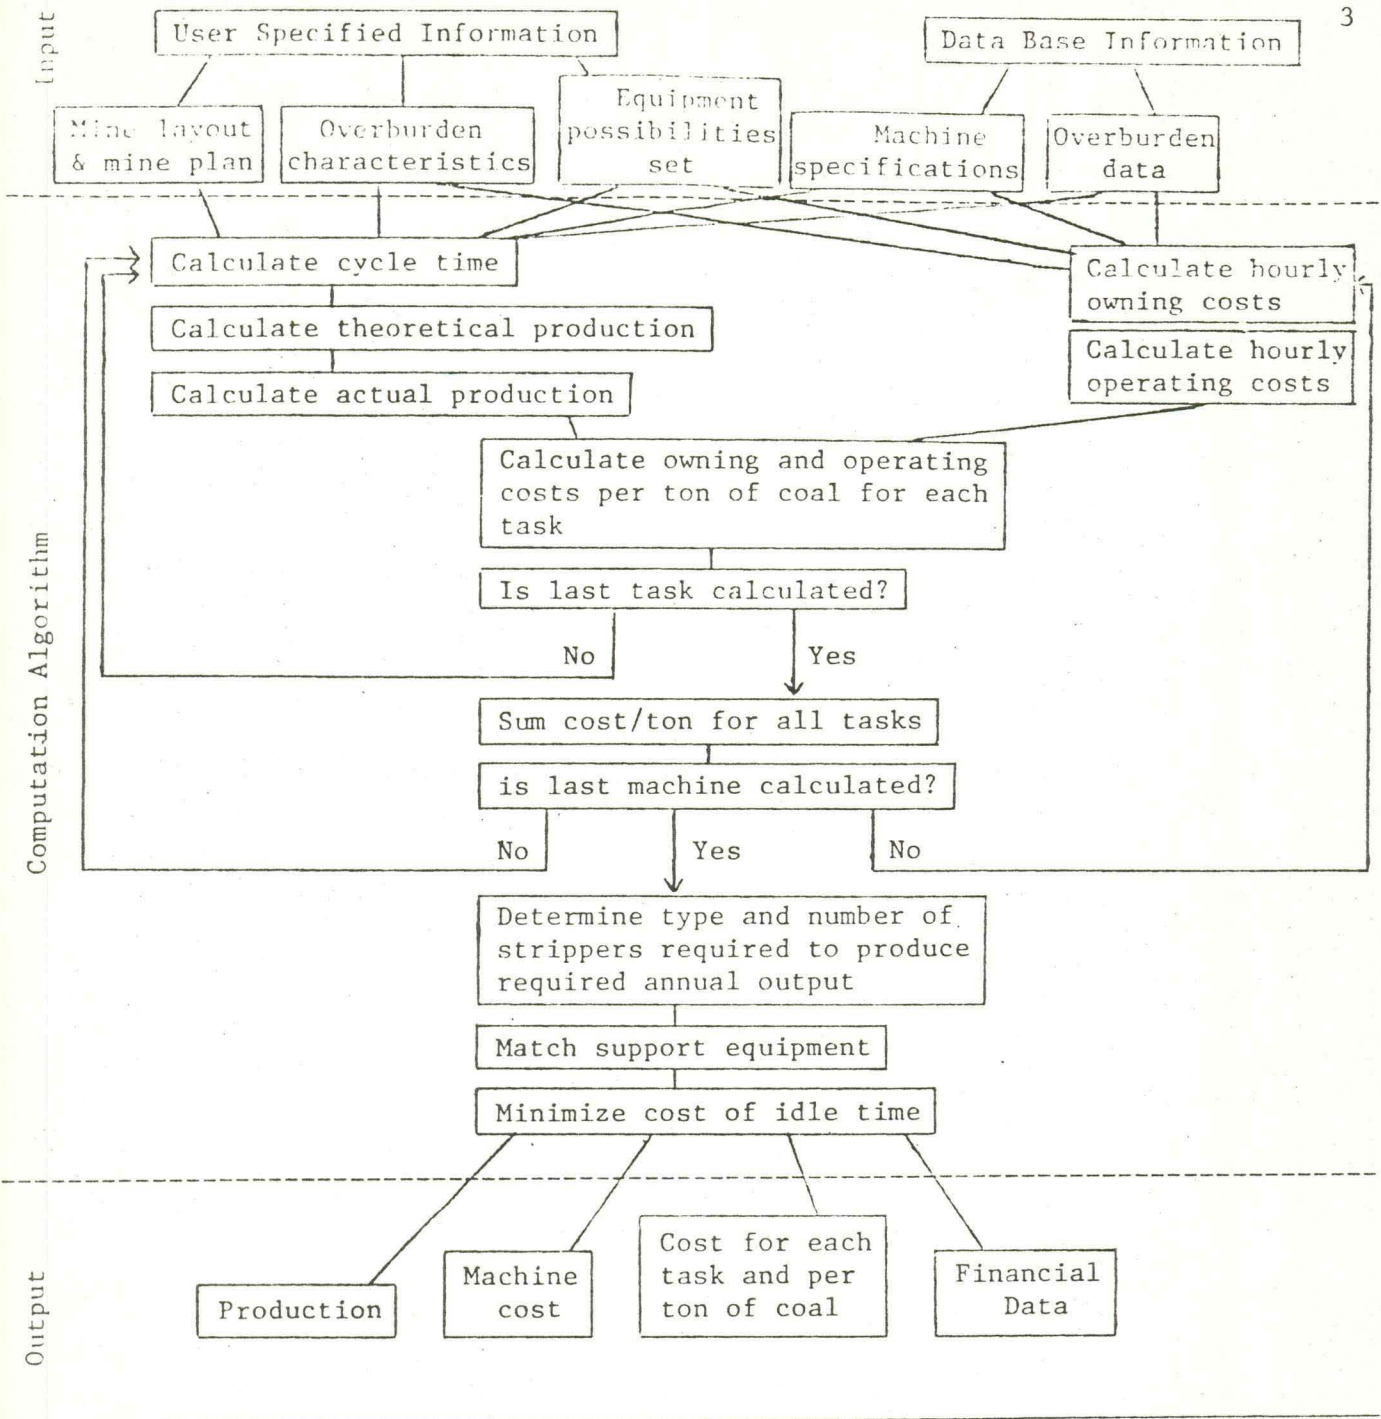 3
Input
User Specified Information
Data Base Information
Mine layout
& mine plan
Overburden
characteristics
Equipment
possibilities
set
Machine
specifications
Overburden
data
Computation Algorithm
Calculate cycle time
Calculate theoretical production
Calculate actual production
Calculate hourly
owning costs
Calculate hourly
operating costs
Calculate owning and operating
costs per ton of coal for each
task
Is last task calculated?
No
Yes
Sum cost/ton for all tasks
is last machine calculated?
No
Yes
No
Determine type and number of
strippers required to produce
required annual output
Match support equipment
Minimize cost of idle time
Output
Production
Machine
cost
Cost for each
task and per
ton of coal
Financial
Data